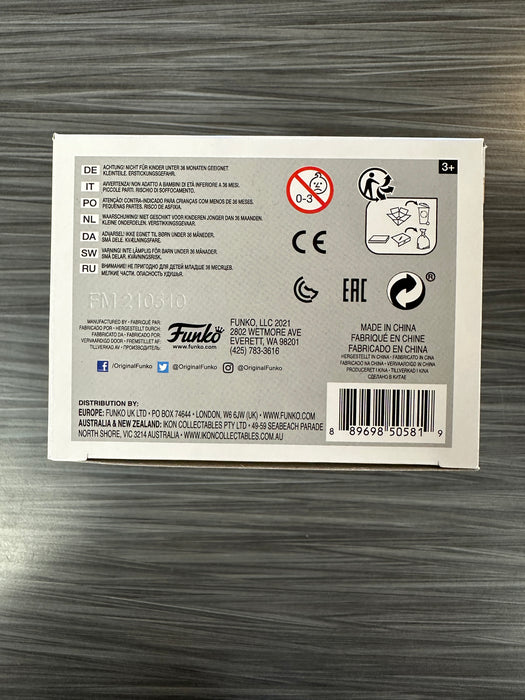 DE ACHTUNG! NICHT FÜR KINDER UNTER 36 MONATEN GEEIGNET
KLEINTEILE. ERSTICKUNGSGEFAHR.
IT AVVERTENZA! NON ADATTO A BAMBINI DI ETÀ INFERIORE A 36 MESI.
PICCOLE PARTI. RISCHIO DI SOFFOCAMENTO.
PO ATENÇÃO! CONTRA-INDICADO PARA CRIANÇAS COM MENOS DE 36 MESES.
PEQUENAS PARTES. RISCO DE ASFIXIA.
NL WAARSCHUWING! NIET GESCHIKT VOOR KINDEREN JONGER DAN 36 MAANDEN.
KLEINE ONDERDELEN. VERSTIKKINGSGEVAAR.
DA ADVARSEL! IKKE EGNET TIL BØRN UNDER 36 MÅNEDER.
SMÅ DELE. KVÆLNINGSFARE.
SW VARNING! INTE LÄMPLIG FÖR BARN UNDER 36 MÅNADER.
SMÅ DELAR. KVÄVNINGSRISK.
RU ВНИМАНИЕ! НЕ ПРИГОДНО ДЛЯ ДЕТЕЙ МЛАДШЕ 36 МЕСЯЦЕВ.
МЕЛКИЕ ЧАСТИ. ОПАСНОСТЬ УДУШЬЯ.
0-3
3+
CE
EAC
®
FM 210310
MANUFACTURED BY • FABRIQUÉ PAR:
FABRICADO POR • HERGESTELLT DURCH:
FABBRICATO DA • FABRICADO POR:
VERVAARDIGD DOOR • FREMSTILLET AF:
TILLVERKAD AV • ПРОИЗВОДИТЕЛЬ:
Funko
www.funko.com
FUNKO, LLC 2021
2802 WETMORE AVE
EVERETT, WA 98201
(425) 783-3616
MADE IN CHINA
FABRIQUÉ EN CHINE
FABRICADO EN CHINA
HERGESTELLT IN CHINA • FABBRICATO IN CINA
FABRICADO NA CHINA • VERVAARDIGD IN CHINA
PRODUCERET I KINA • TILLVERKAD I KINA
СДЕЛАНО В КИТАЕ
/OriginalFunko @OriginalFunko @OriginalFunko
DISTRIBUTION BY:
EUROPE: FUNKO UK LTD • PO BOX 74644 • LONDON, W6 6JW (UK) • WWW.FUNKO.COM
AUSTRALIA & NEW ZEALAND: IKON COLLECTABLES PTY LTD • 49-59 SEABEACH PARADE
NORTH SHORE, VIC 3214 AUSTRALIA • WWW.IKONCOLLECTABLES.COM.AU
8 89698 50581 9